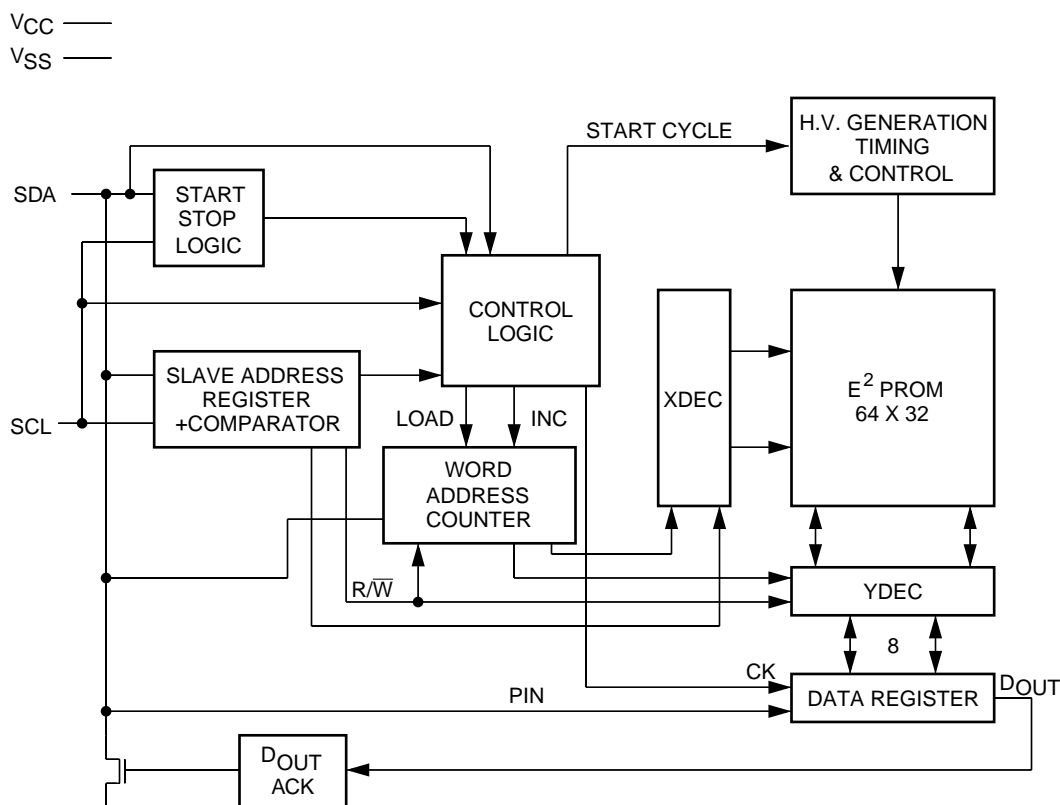 VCC
VSS
H.V. GENERATION
TIMING
& CONTROL
START CYCLE
SDA
START
STOP
LOGIC
CONTROL
LOGIC
SLAVE ADDRESS
REGISTER
+COMPARATOR
XDEC
E² PROM
64 X 32
SCL
LOAD
INC
WORD
ADDRESS
COUNTER
R/W̅
YDEC
8
CK
DOUT
PIN
DATA REGISTER
DOUT
ACK